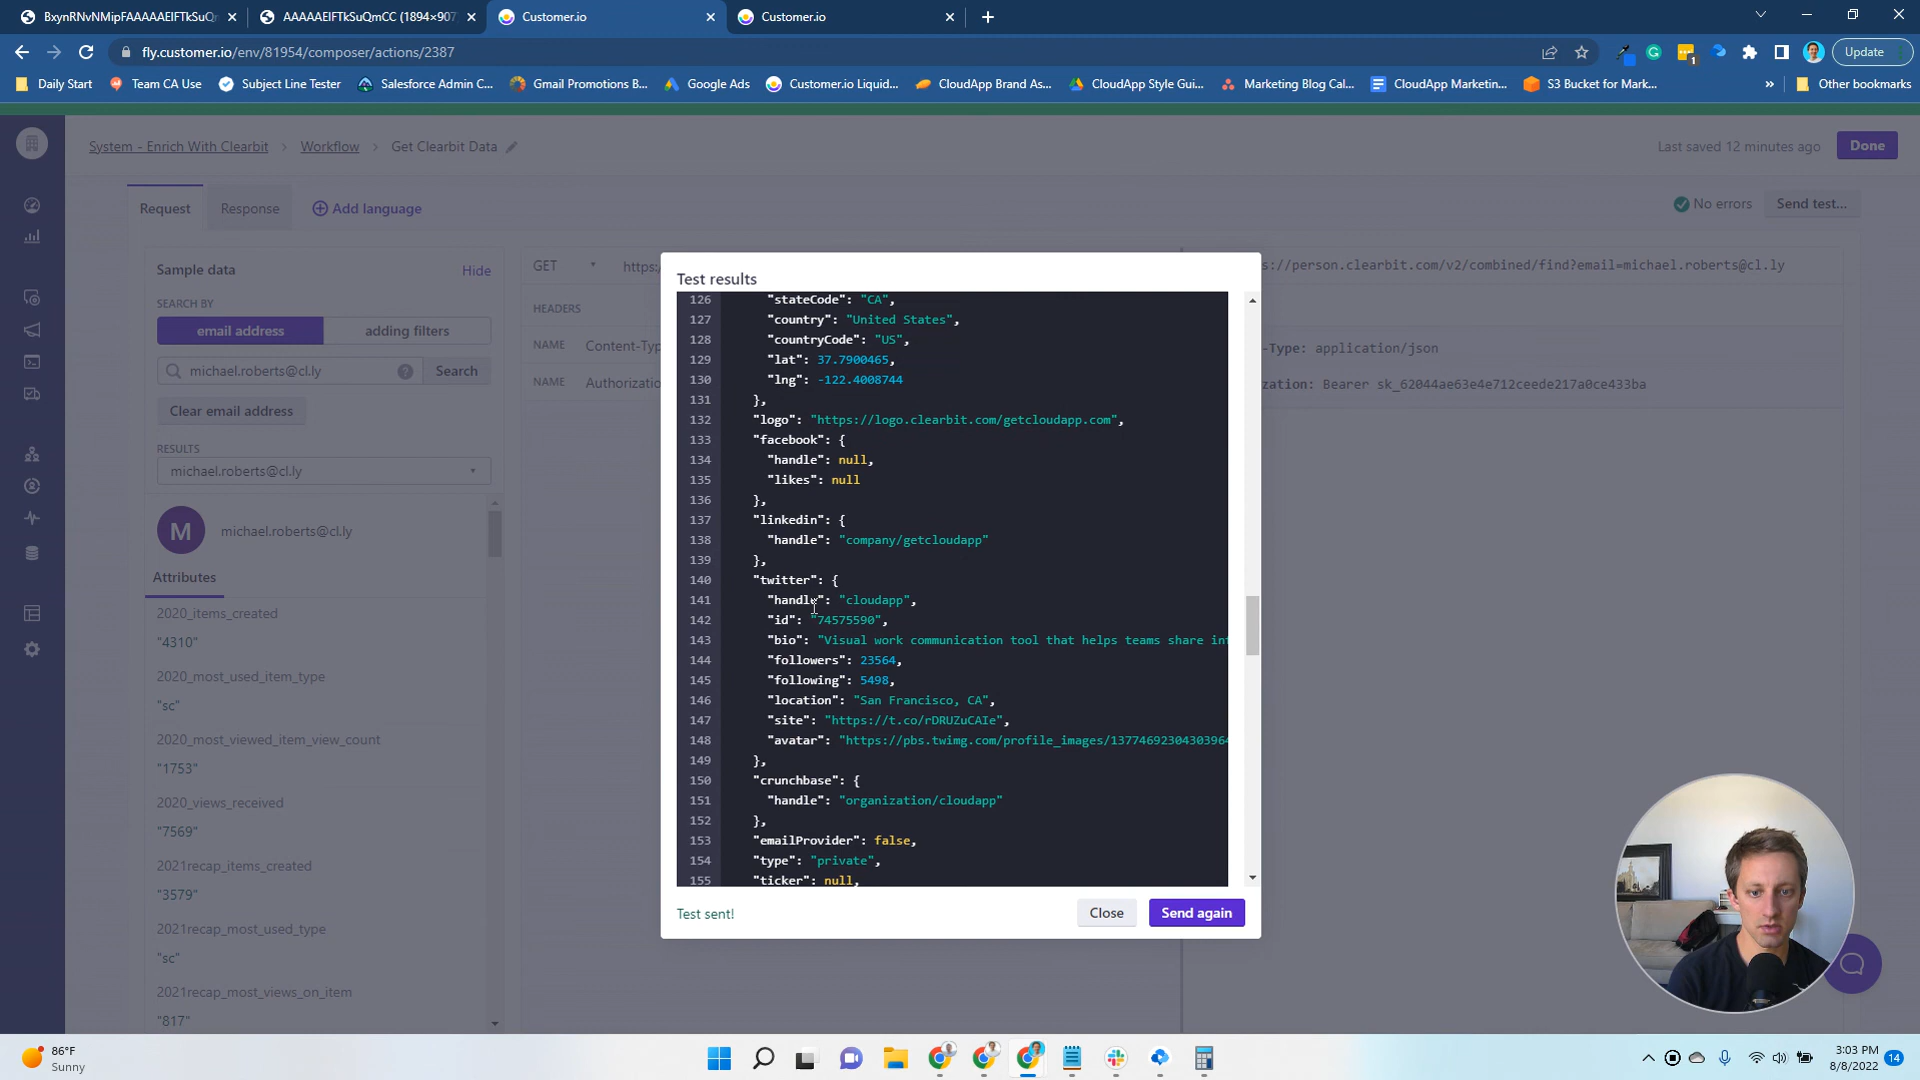 BxynRNvNMipFAAAAAElFTkSuQ
AAAAAElFTkSuQmCC (1894×907
Customer.io
Customer.io
fly.customer.io/env/81954/composer/actions/2387
Update
Daily Start
Team CA Use
Subject Line Tester
Salesforce Admin C...
Gmail Promotions B...
Google Ads
Customer.io Liquid...
CloudApp Brand As...
CloudApp Style Gui...
Marketing Blog Cal...
CloudApp Marketin...
S3 Bucket for Mark...
»
Other bookmarks
System - Enrich With Clearbit > Workflow > Get Clearbit Data
Last saved 12 minutes ago
Done
Request
Response
Add language
No errors
Send test...
Sample data
Hide
SEARCH BY
email address
adding filters
michael.roberts@cl.ly
Search
Clear email address
RESULTS
michael.roberts@cl.ly
M
michael.roberts@cl.ly
Attributes
2020_items_created
"4310"
2020_most_used_item_type
"sc"
2020_most_viewed_item_view_count
"1753"
2020_views_received
"7569"
2021recap_items_created
"3579"
2021recap_most_used_type
"sc"
2021recap_most_views_on_item
"817"
GET
https:
HEADERS
NAME Content-Typ
NAME Authorizatio
s://person.clearbit.com/v2/combined/find?email=michael.roberts@cl.ly
-Type: application/json
zation: Bearer sk_62044ae63e4e712ceede217a0ce433ba
Test results
126 "stateCode": "CA",
127 "country": "United States",
128 "countryCode": "US",
129 "lat": 37.7900465,
130 "lng": -122.4008744
131 },
132 "logo": "https://logo.clearbit.com/getcloudapp.com",
133 "facebook": {
134 "handle": null,
135 "likes": null
136 },
137 "linkedin": {
138 "handle": "company/getcloudapp"
139 },
140 "twitter": {
141 "handle": "cloudapp",
142 "id": "74575590",
143 "bio": "Visual work communication tool that helps teams share in
144 "followers": 23564,
145 "following": 5498,
146 "location": "San Francisco, CA",
147 "site": "https://t.co/rDRUZuCAIe",
148 "avatar": "https://pbs.twimg.com/profile_images/1377469230430396
149 },
150 "crunchbase": {
151 "handle": "organization/cloudapp"
152 },
153 "emailProvider": false,
154 "type": "private",
155 "ticker": null,
Test sent!
Close
Send again
86°F
Sunny
3:03 PM
8/8/2022
14